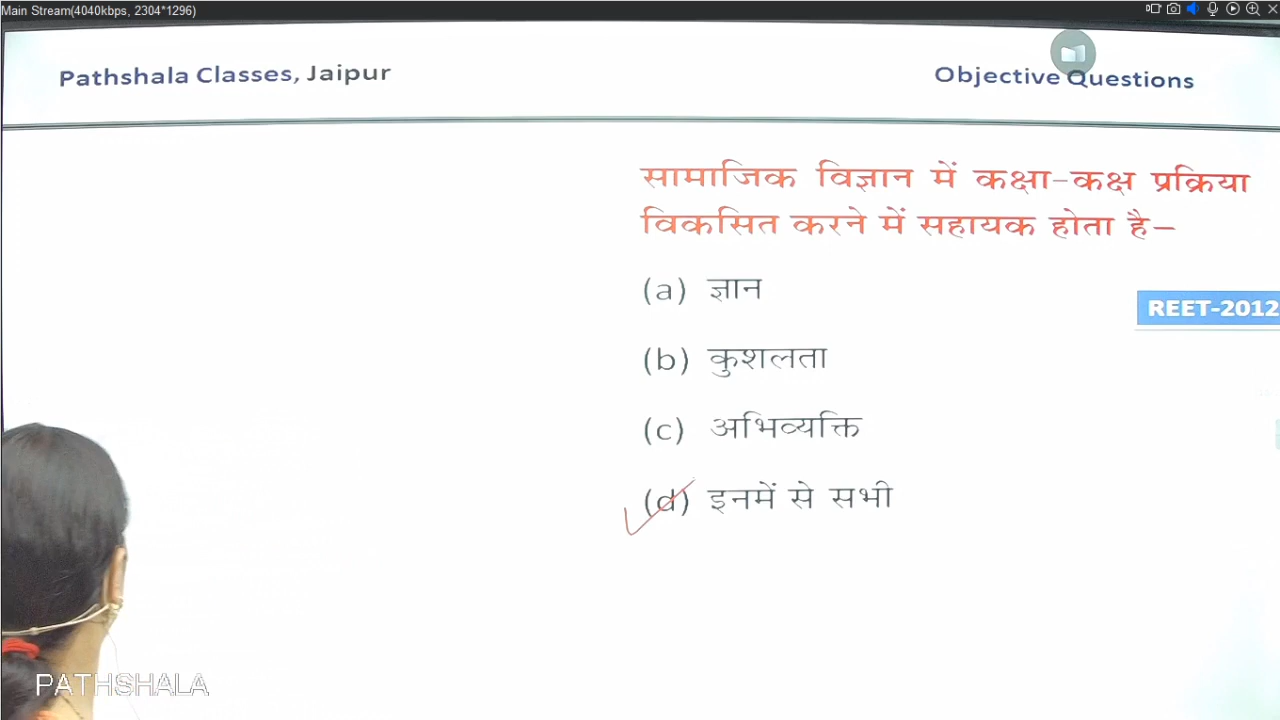 Main Stream(4040kbps, 2304*1296)
Pathshala Classes, Jaipur
Objective Questions
सामाजिक विज्ञान में कक्षा-कक्ष प्रक्रिया
विकसित करने में सहायक होता है–
(a) ज्ञान
REET-2012
(b) कुशलता
(c) अभिव्यक्ति
(d) इनमें से सभी
PATHSHALA